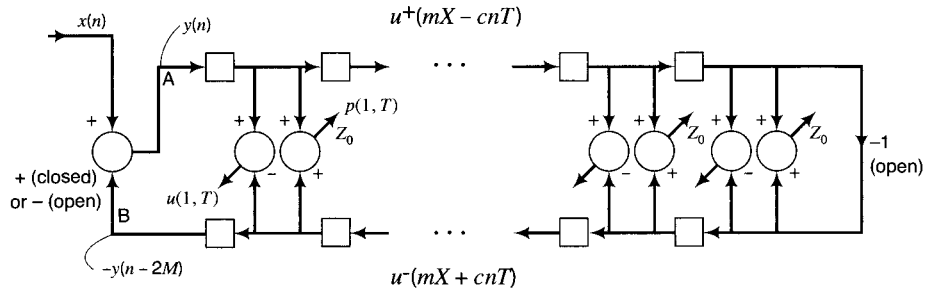 x(n)
y(n)
u⁺(mX – cnT)
A
+
+ (closed)
or – (open)
B
–y(n – 2M)
+ +
p(1, T)
Z₀
– +
u(1, T)
. . .
+ +
Z₀
– +
+ +
Z₀
– +
–1
(open)
. . .
u⁻(mX + cnT)